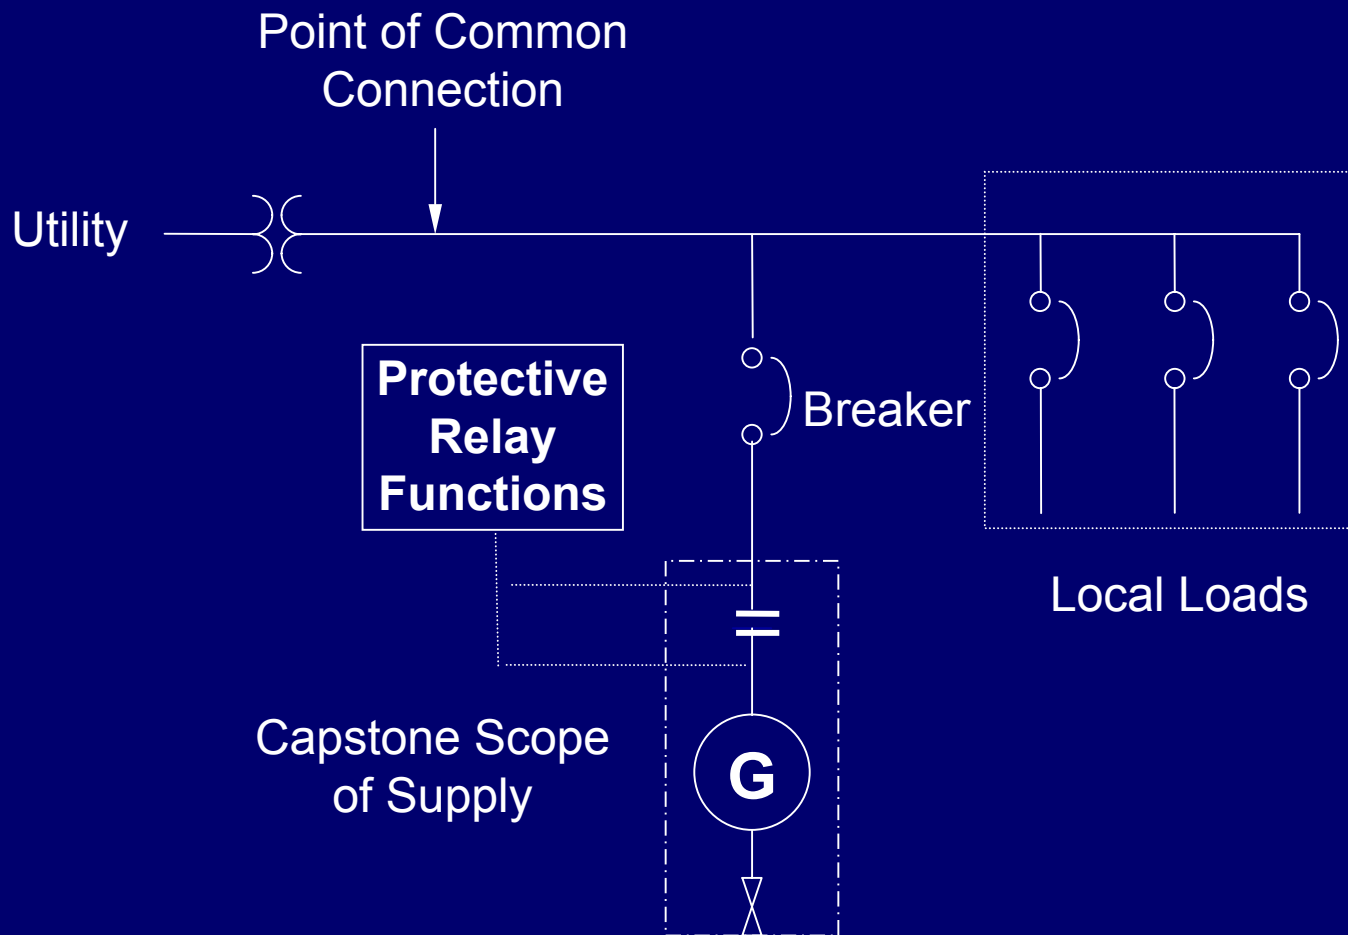 Point of Common
Connection
Utility
Protective
Relay
Functions
Breaker
Local Loads
Capstone Scope
of Supply
G